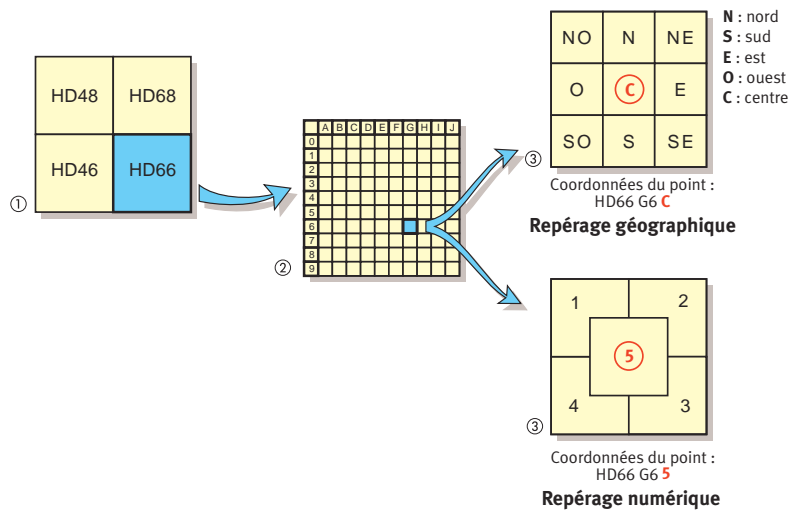 HD48 HD68
HD46 HD66
①
A B C D E F G H I J
0
1
2
3
4
5
6
7
8
9
②
NO N NE
O C E
SO S SE
③
N : nord
S : sud
E : est
O : ouest
C : centre
Coordonnées du point :
HD66 G6 C
Repérage géographique
1 2
5
4 3
③
Coordonnées du point :
HD66 G6 5
Repérage numérique